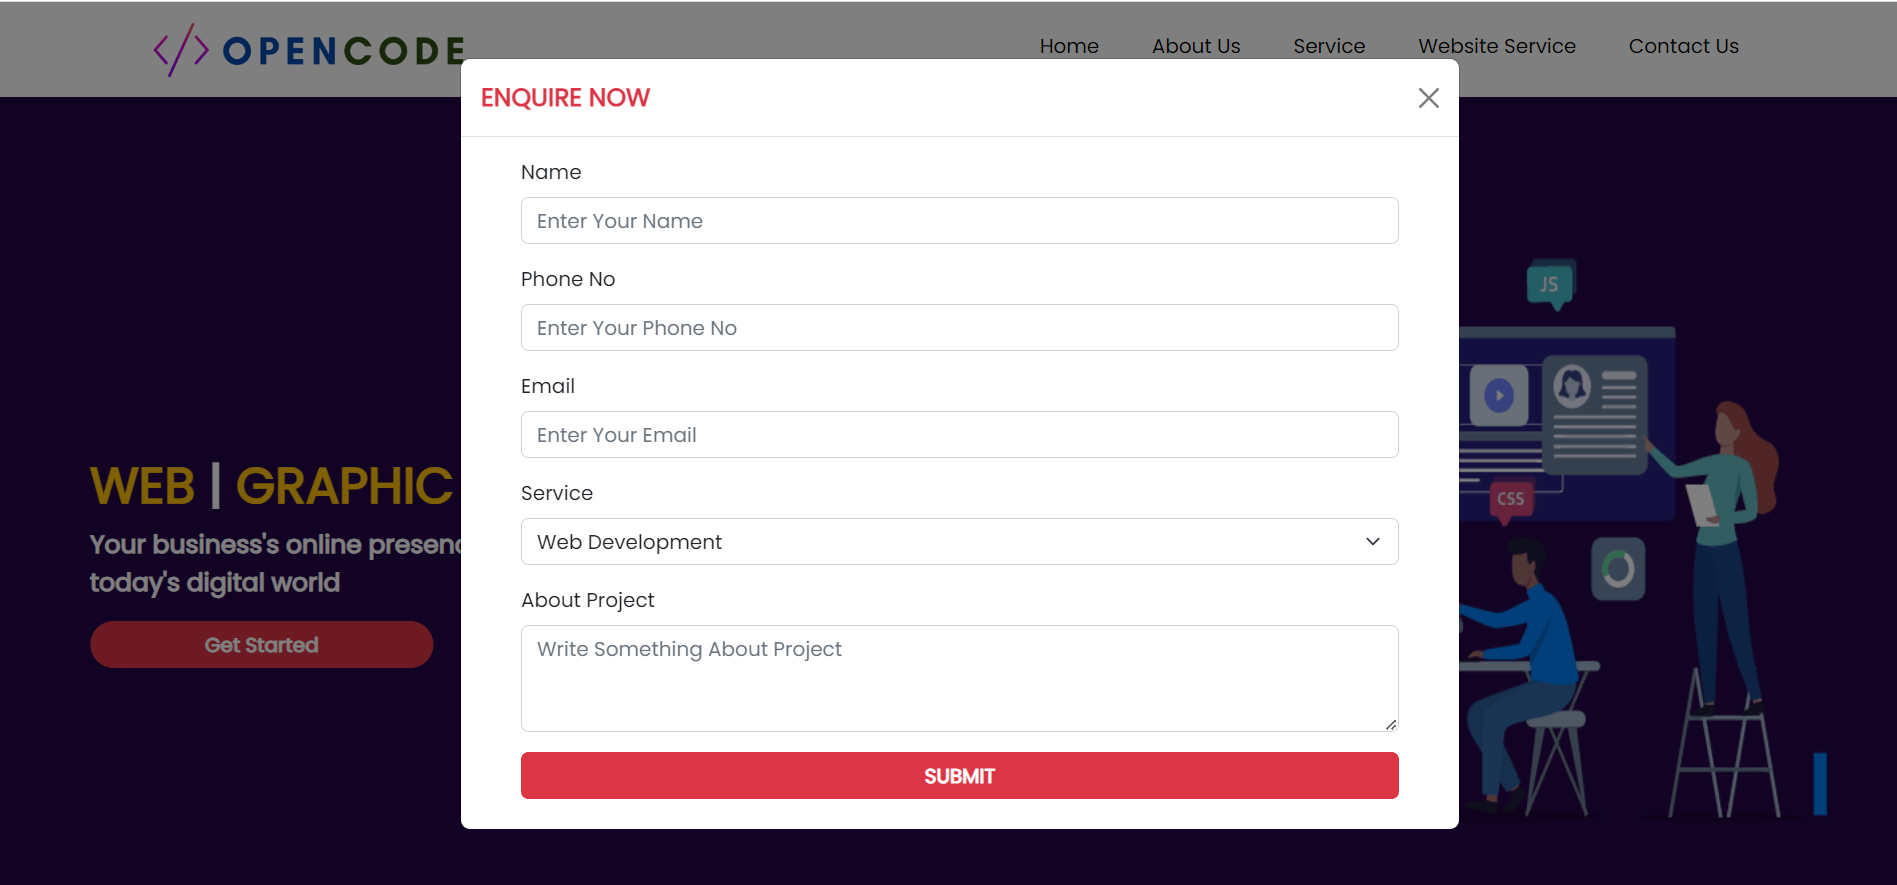 OPENCODE
Home About Us Service Website Service Contact Us
ENQUIRE NOW
Name
Enter Your Name
Phone No
Enter Your Phone No
Email
Enter Your Email
Service
Web Development
About Project
Write Something About Project
SUBMIT
WEB | GRAPHIC
Your business's online
today's digital world
Get Started
JS
CSS